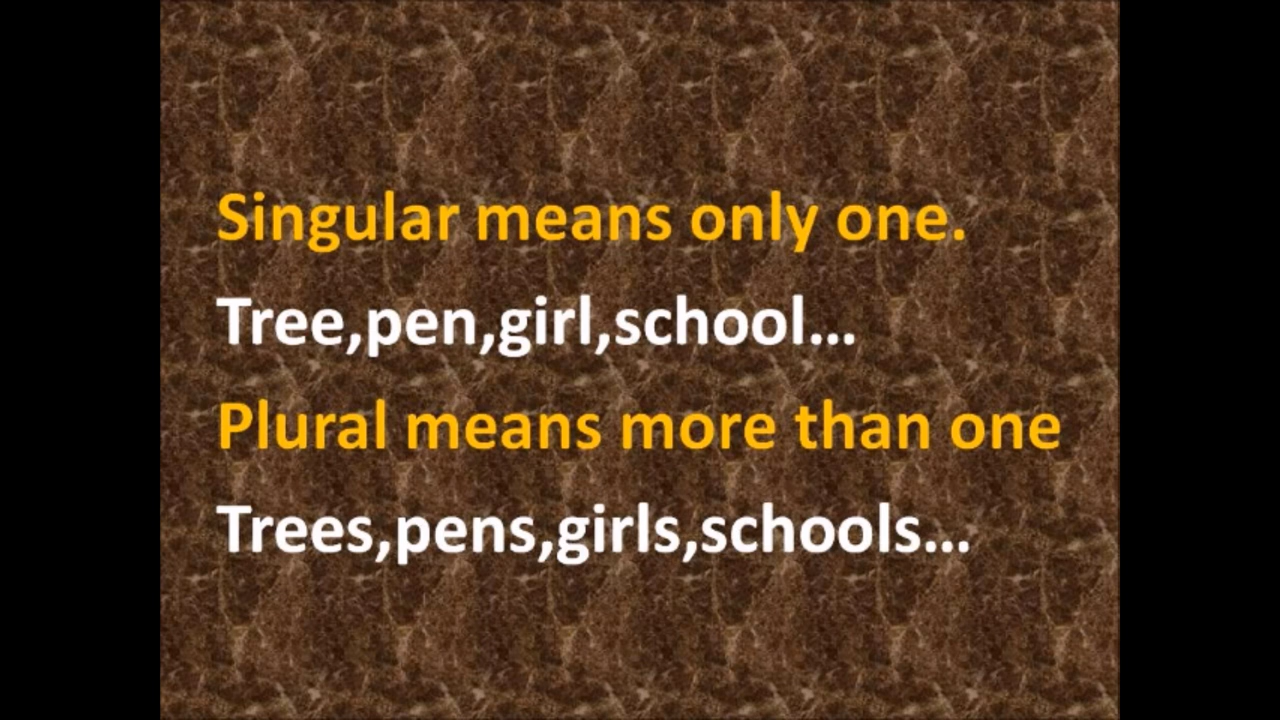 Singular means only one.
Tree,pen,girl,school...
Plural means more than one
Trees,pens,girls,schools...